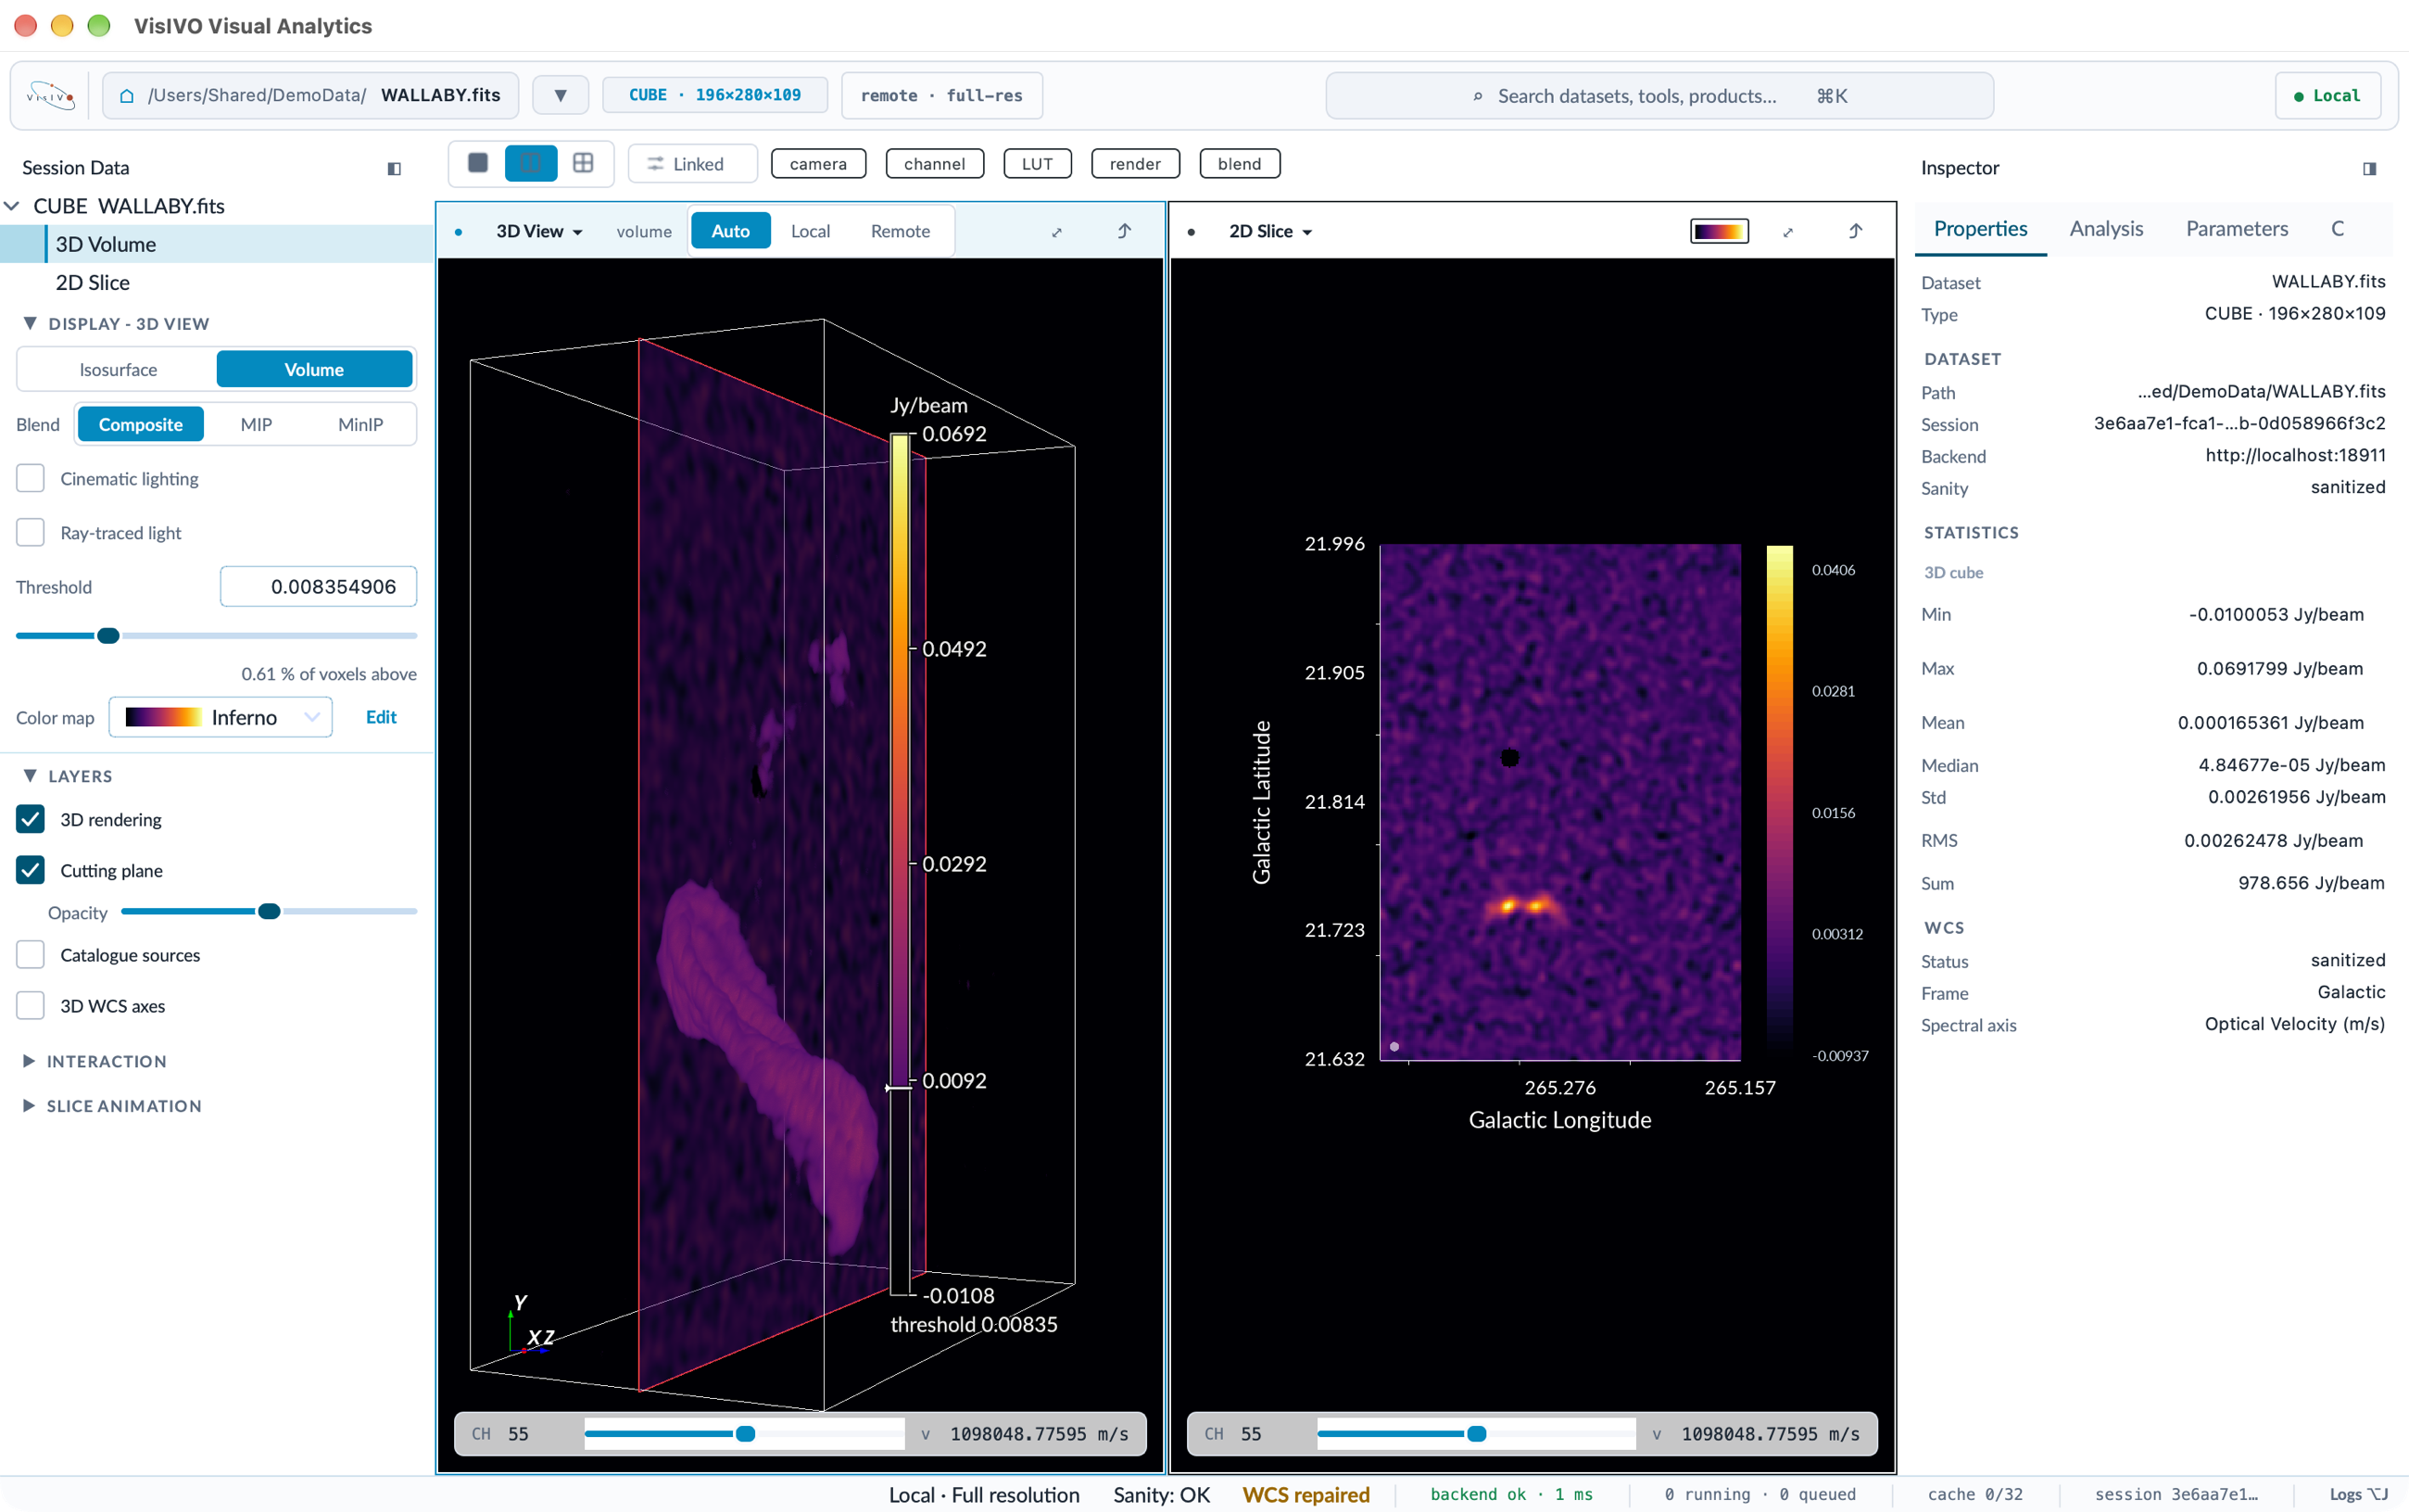 VisIVO Visual Analytics
VisIVO
/Users/Shared/DemoData/ WALLABY.fits
CUBE · 196×280×109
remote · full-res
Search datasets, tools, products... ⌘K
Local
Session Data
CUBE WALLABY.fits
3D Volume
2D Slice
DISPLAY - 3D VIEW
Isosurface
Volume
Blend
Composite
MIP
MinIP
Cinematic lighting
Ray-traced light
Threshold
0.008354906
0.61 % of voxels above
Color map
Inferno
Edit
LAYERS
3D rendering
Cutting plane
Opacity
Catalogue sources
3D WCS axes
INTERACTION
SLICE ANIMATION
Linked
camera
channel
LUT
render
blend
3D View
volume
Auto
Local
Remote
Jy/beam
0.0692
0.0492
0.0292
0.0092
-0.0108
threshold 0.00835
Y
X Z
CH 55
v 1098048.77595 m/s
2D Slice
21.996
21.905
21.814
21.723
21.632
Galactic Latitude
265.276
265.157
Galactic Longitude
0.0406
0.0281
0.0156
0.00312
-0.00937
CH 55
v 1098048.77595 m/s
Inspector
Properties
Analysis
Parameters
C
Dataset WALLABY.fits
Type CUBE · 196×280×109
DATASET
Path ...ed/DemoData/WALLABY.fits
Session 3e6aa7e1-fca1-...b-0d058966f3c2
Backend http://localhost:18911
Sanity sanitized
STATISTICS
3D cube
Min -0.0100053 Jy/beam
Max 0.0691799 Jy/beam
Mean 0.000165361 Jy/beam
Median 4.84677e-05 Jy/beam
Std 0.00261956 Jy/beam
RMS 0.00262478 Jy/beam
Sum 978.656 Jy/beam
WCS
Status sanitized
Frame Galactic
Spectral axis Optical Velocity (m/s)
Local · Full resolution
Sanity: OK
WCS repaired
backend ok · 1 ms
0 running · 0 queued
cache 0/32
session 3e6aa7e1…
Logs ⌥J